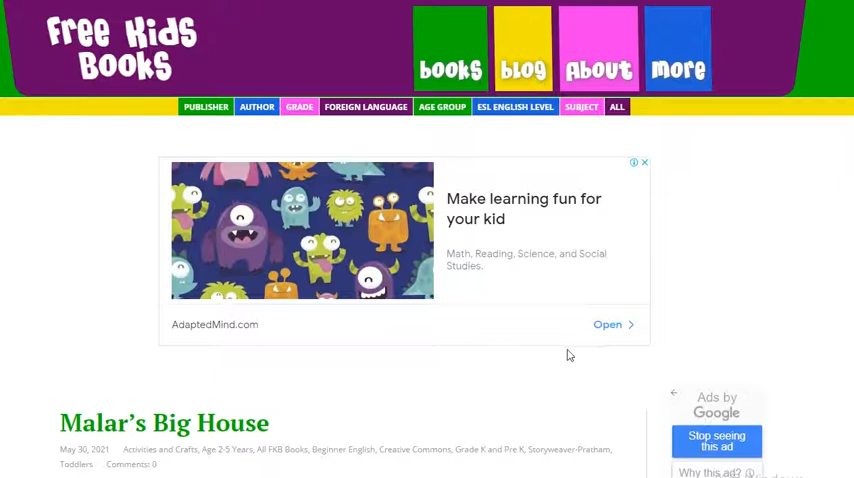 Free Kids
Books
books
blog
About
more
PUBLISHER
AUTHOR
GRADE
FOREIGN LANGUAGE
AGE GROUP
ESL ENGLISH LEVEL
SUBJECT
ALL
Make learning fun for
your kid
Math, Reading, Science, and Social
Studies.
AdaptedMind.com
Open
Malar's Big House
May 30, 2021 Activities and Crafts, Age 2-5 Years, All FKB Books, Beginner English, Creative Commons, Grade K and Pre K, Storyweaver-Pratham,
Toddlers Comments: 0
Ads by
Google
Stop seeing
this ad
Why this ad?